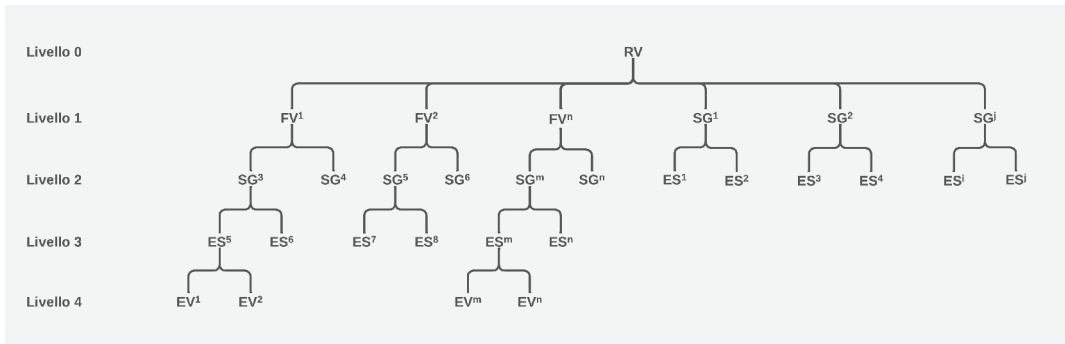 Livello 0 RV
Livello 1 FV¹ FV² FVⁿ SG¹ SG² SGʲ
Livello 2 SG³ SG⁴ SG⁵ SG⁶ SGᵐ SGⁿ ES¹ ES² ES³ ES⁴ ESⁱ ESʲ
Livello 3 ES⁵ ES⁶ ES⁷ ES⁸ ESᵐ ESⁿ
Livello 4 EV¹ EV² EVᵐ EVⁿ